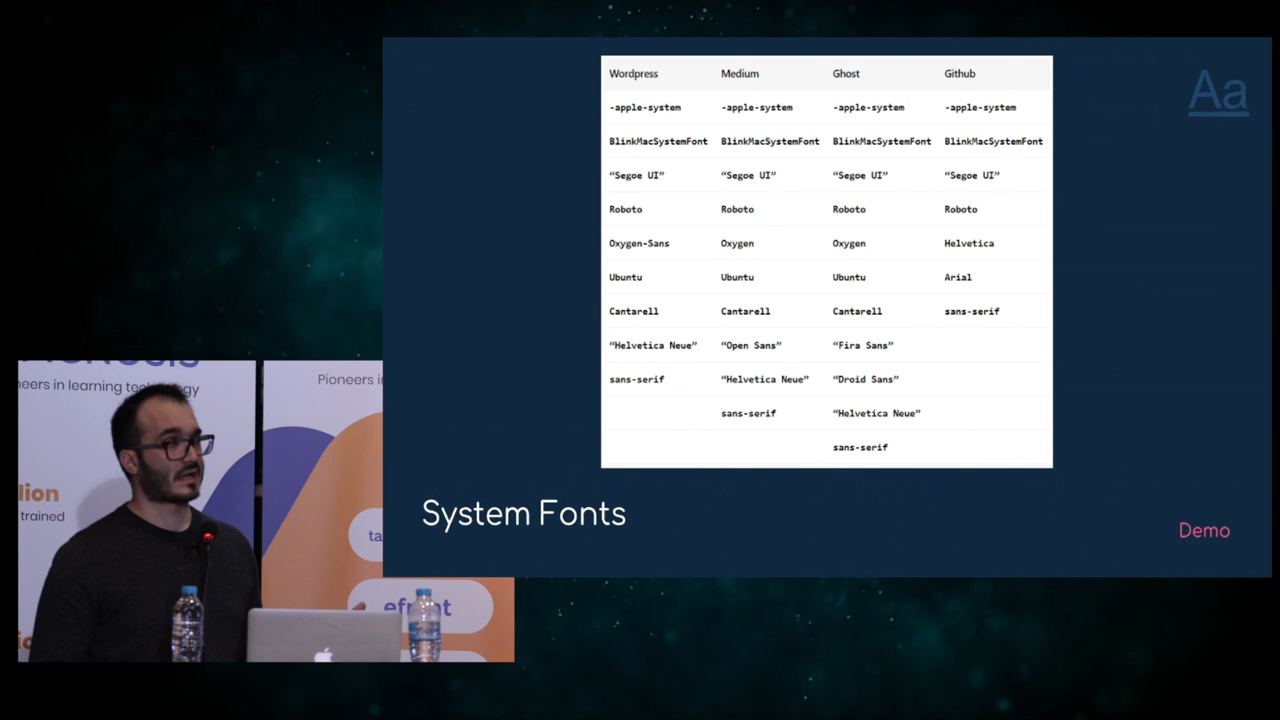 Aa
Wordpress Medium Ghost Github
-apple-system -apple-system -apple-system -apple-system
BlinkMacSystemFont BlinkMacSystemFont BlinkMacSystemFont BlinkMacSystemFont
“Segoe UI” “Segoe UI” “Segoe UI” “Segoe UI”
Roboto Roboto Roboto Roboto
Oxygen-Sans Oxygen Oxygen Helvetica
Ubuntu Ubuntu Ubuntu Arial
Cantarell Cantarell Cantarell sans-serif
“Helvetica Neue” “Open Sans” “Fira Sans”
sans-serif “Helvetica Neue” “Droid Sans”
sans-serif “Helvetica Neue”
sans-serif
System Fonts
Demo
in learning
Pioneers
trained